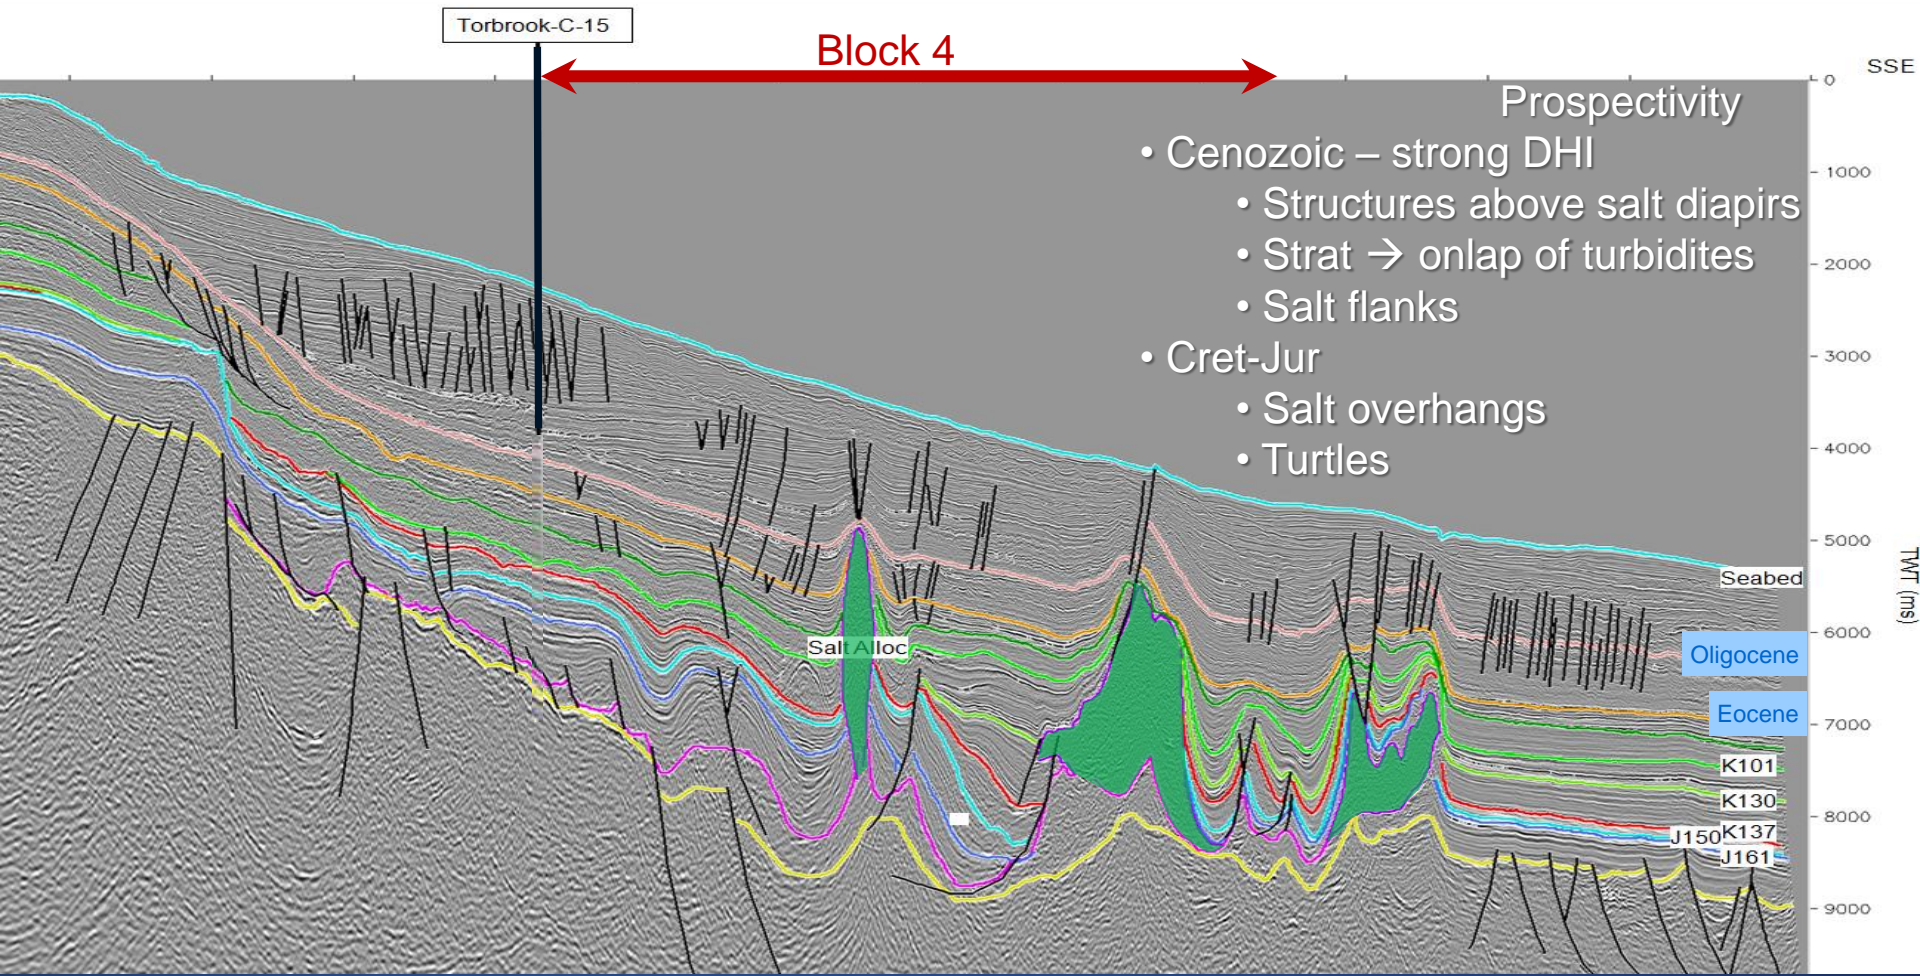 Torbrook-C-15
Block 4
SSE
0
Prospectivity
• Cenozoic – strong DHI
1000
• Structures above salt diapirs
• Strat → onlap of turbidites
2000
• Salt flanks
• Cret-Jur
3000
• Salt overhangs
• Turtles
4000
5000
TWT (ms)
Seabed
6000
Salt Alloc
Oligocene
Eocene
7000
K101
K130
8000
J150
K137
J161
9000